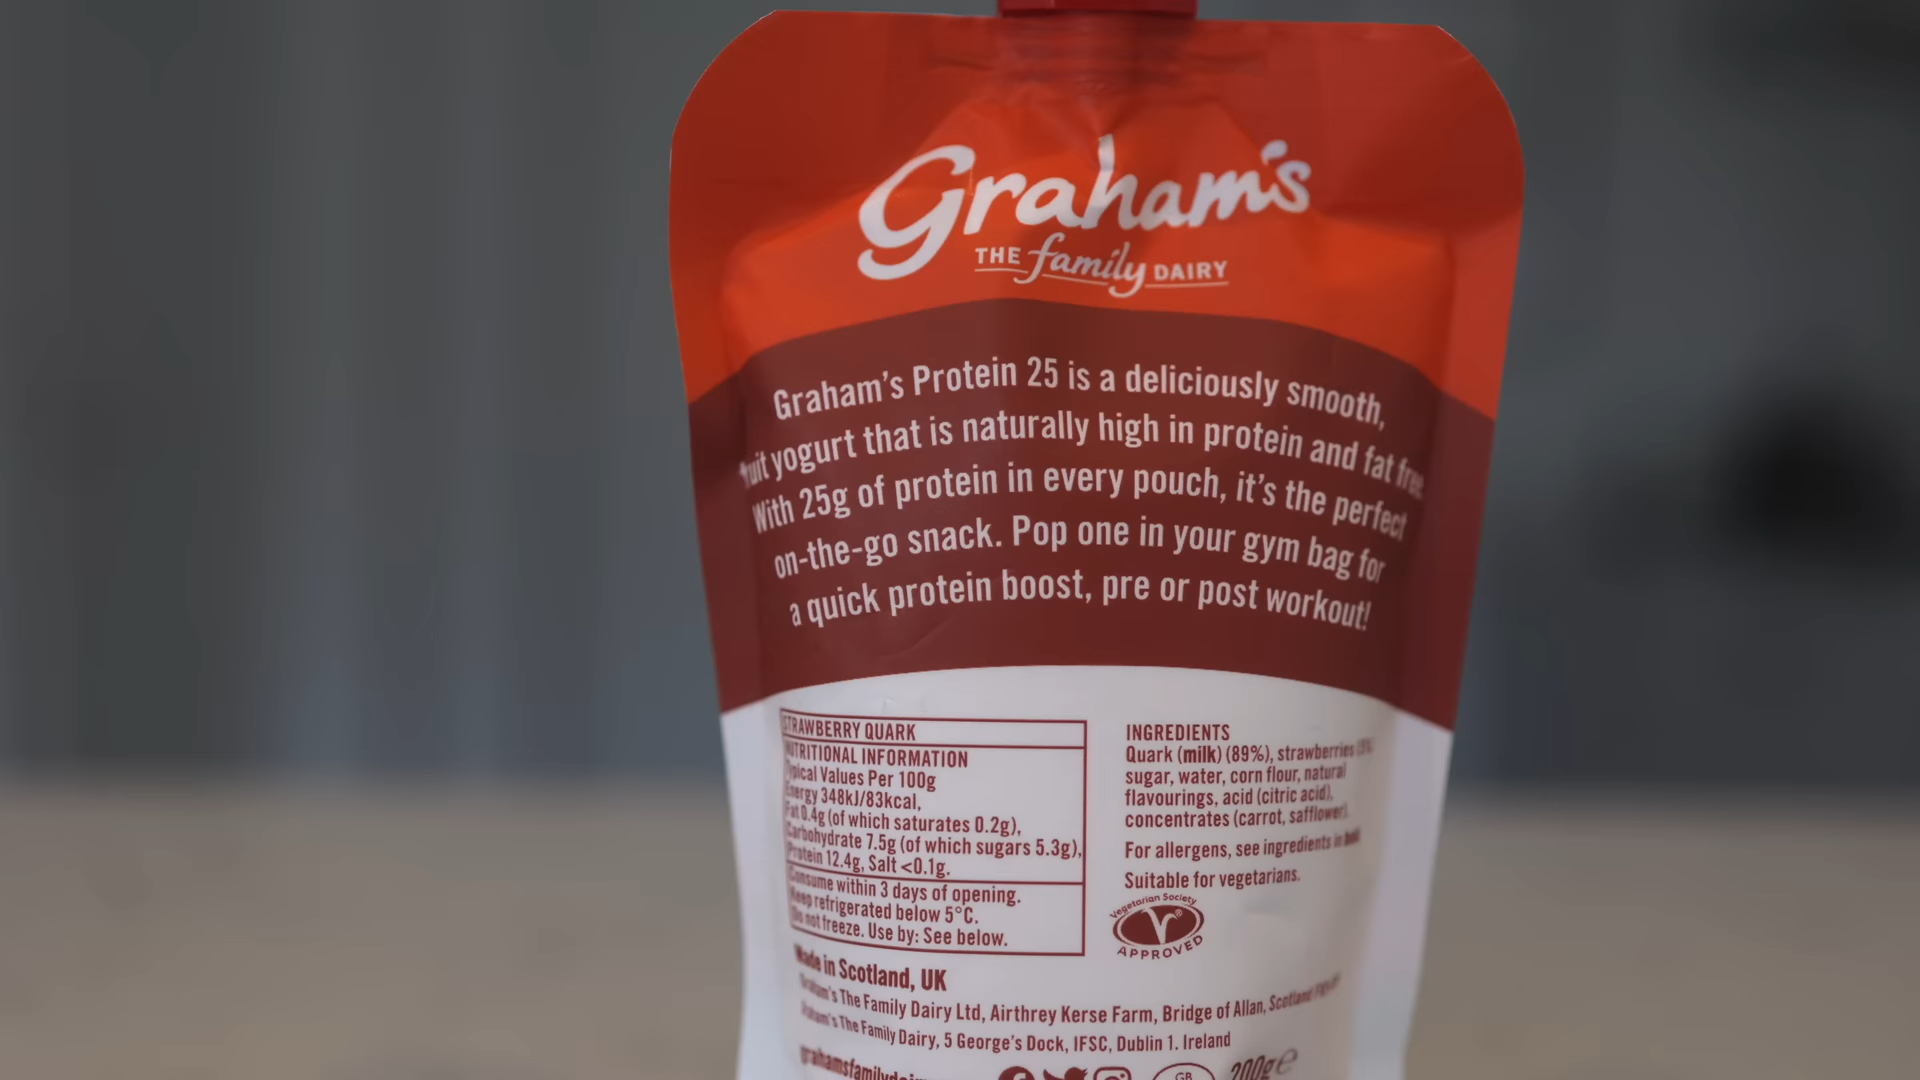 Graham's
THE family DAIRY
Graham's Protein 25 is a deliciously smooth,
fruit yogurt that is naturally high in protein and fat free.
With 25g of protein in every pouch, it's the perfect
on-the-go snack. Pop one in your gym bag for
a quick protein boost, pre or post workout!
STRAWBERRY QUARK
NUTRITIONAL INFORMATION
Typical Values Per 100g
Energy 348kJ/83kcal,
Fat 0.4g (of which saturates 0.2g),
Carbohydrate 7.5g (of which sugars 5.3g),
Protein 12.4g, Salt <0.1g.
Consume within 3 days of opening.
Keep refrigerated below 5°C.
Do not freeze. Use by: See below.
INGREDIENTS
Quark (milk) (89%), strawberries
sugar, water, corn flour, natural
flavourings, acid (citric acid),
concentrates (carrot, safflower).
For allergens, see ingredients in bold
Suitable for vegetarians.
Vegetarian Society
V®
APPROVED
Made in Scotland, UK
Graham's The Family Dairy Ltd, Airthrey Kerse Farm, Bridge of Allan, Scotland
Graham's The Family Dairy, 5 George's Dock, IFSC, Dublin 1. Ireland
GB
200g e